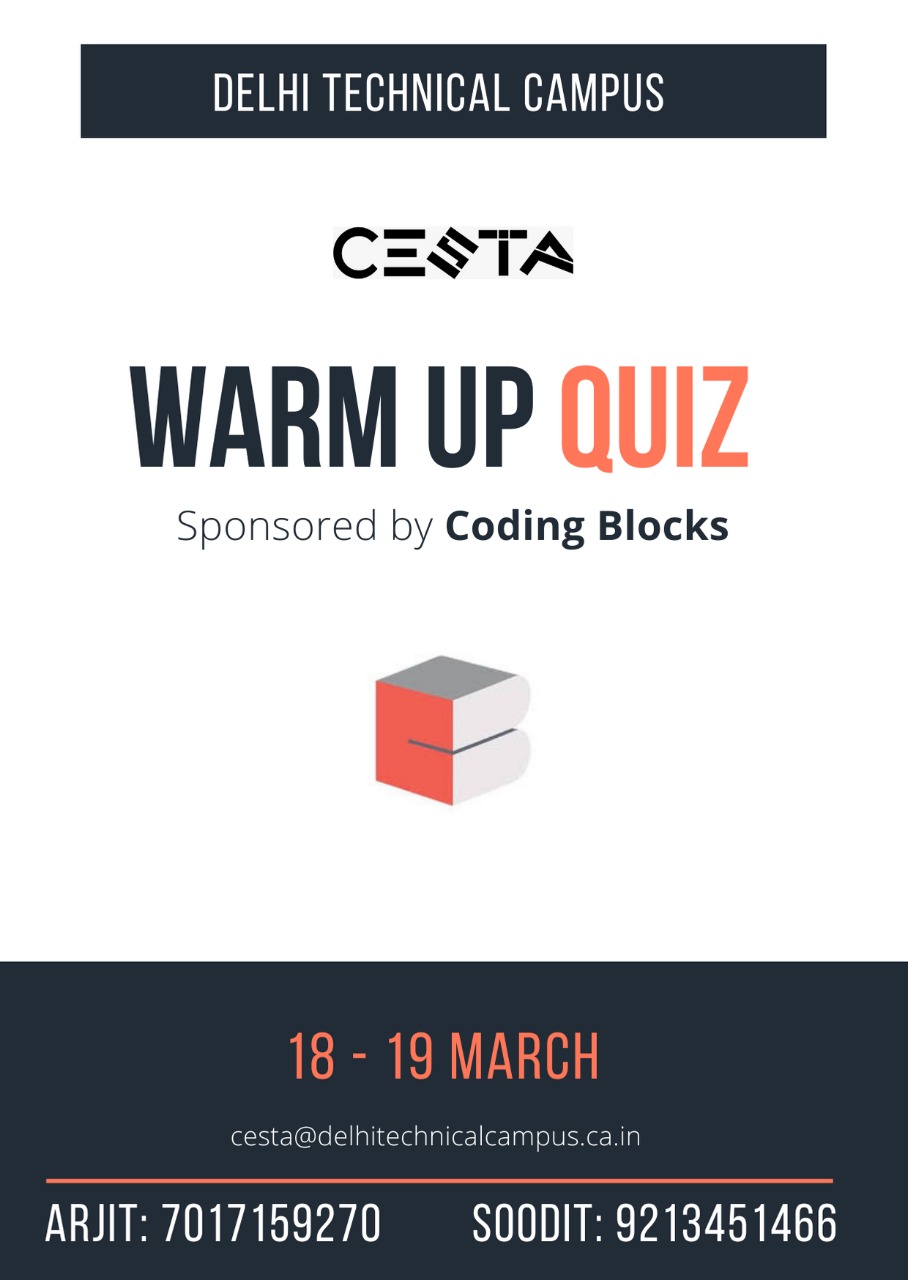 DELHI TECHNICAL CAMPUS
CESTA
WARM UP QUIZ
Sponsored by Coding Blocks
18 - 19 MARCH
cesta@delhitechnicalcampus.ca.in
ARJIT: 7017159270 SOODIT: 9213451466